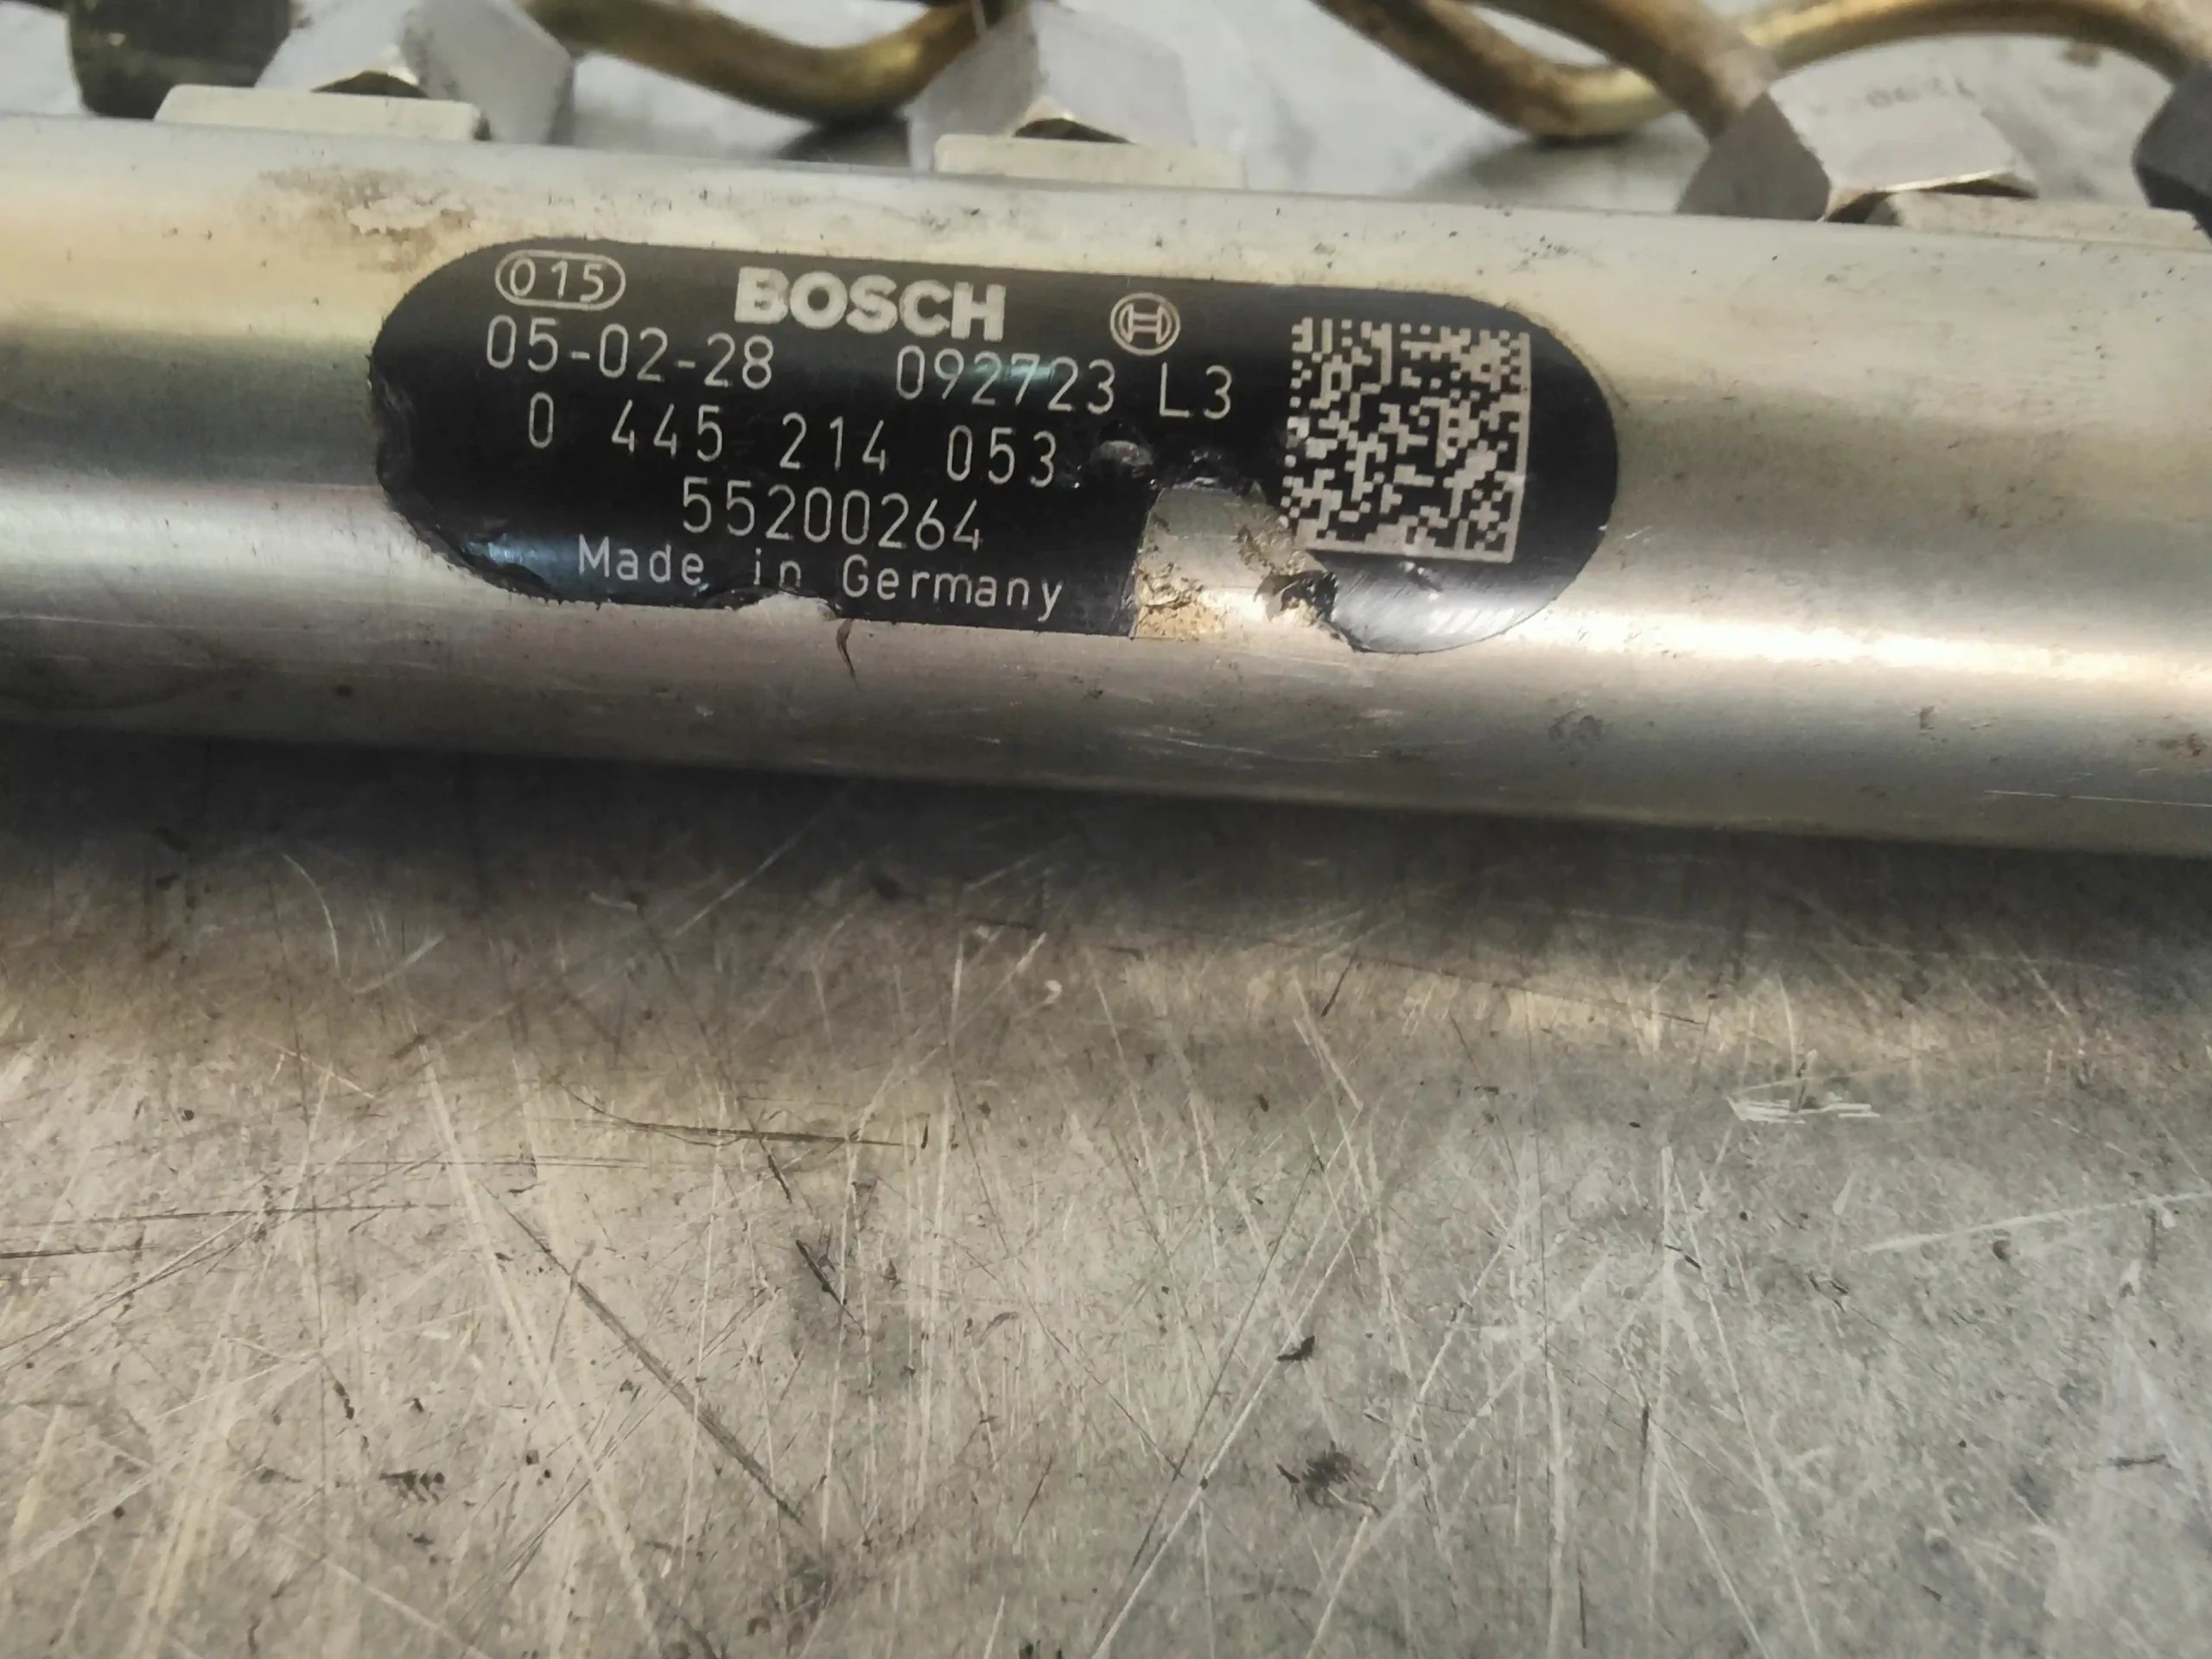 015 BOSCH
05-02-28 092723 L3
0 445 214 053
55200264
Made in Germany